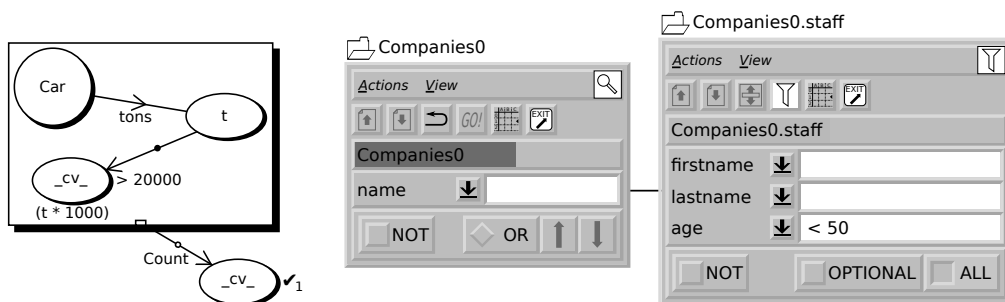 Car
tons
t
_cv_
> 20000
(t * 1000)
Count
_cv_
✔1
Companies0
Actions View
GO!
EXIT
Companies0
name
NOT
OR
Companies0.staff
Actions View
EXIT
Companies0.staff
firstname
lastname
age
< 50
NOT
OPTIONAL
ALL